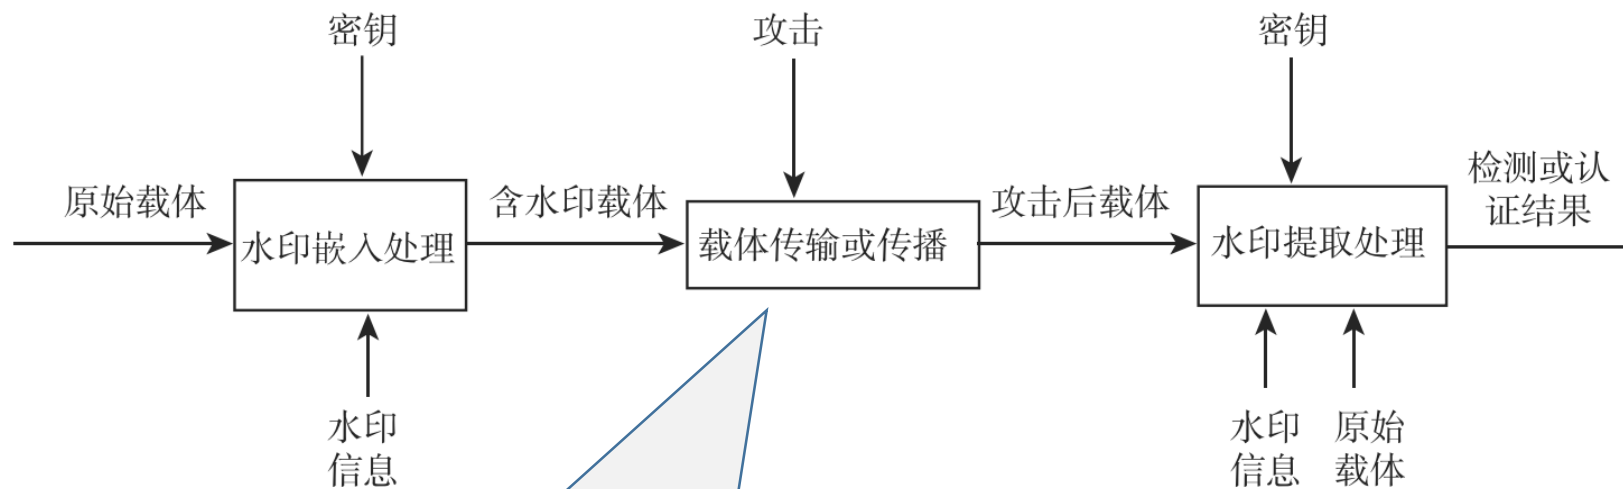 密钥
攻击
密钥
原始载体
水印嵌入处理
含水印载体
载体传输或传播
攻击后载体
水印提取处理
检测或认
证结果
水印
信息
水印
信息
原始
载体